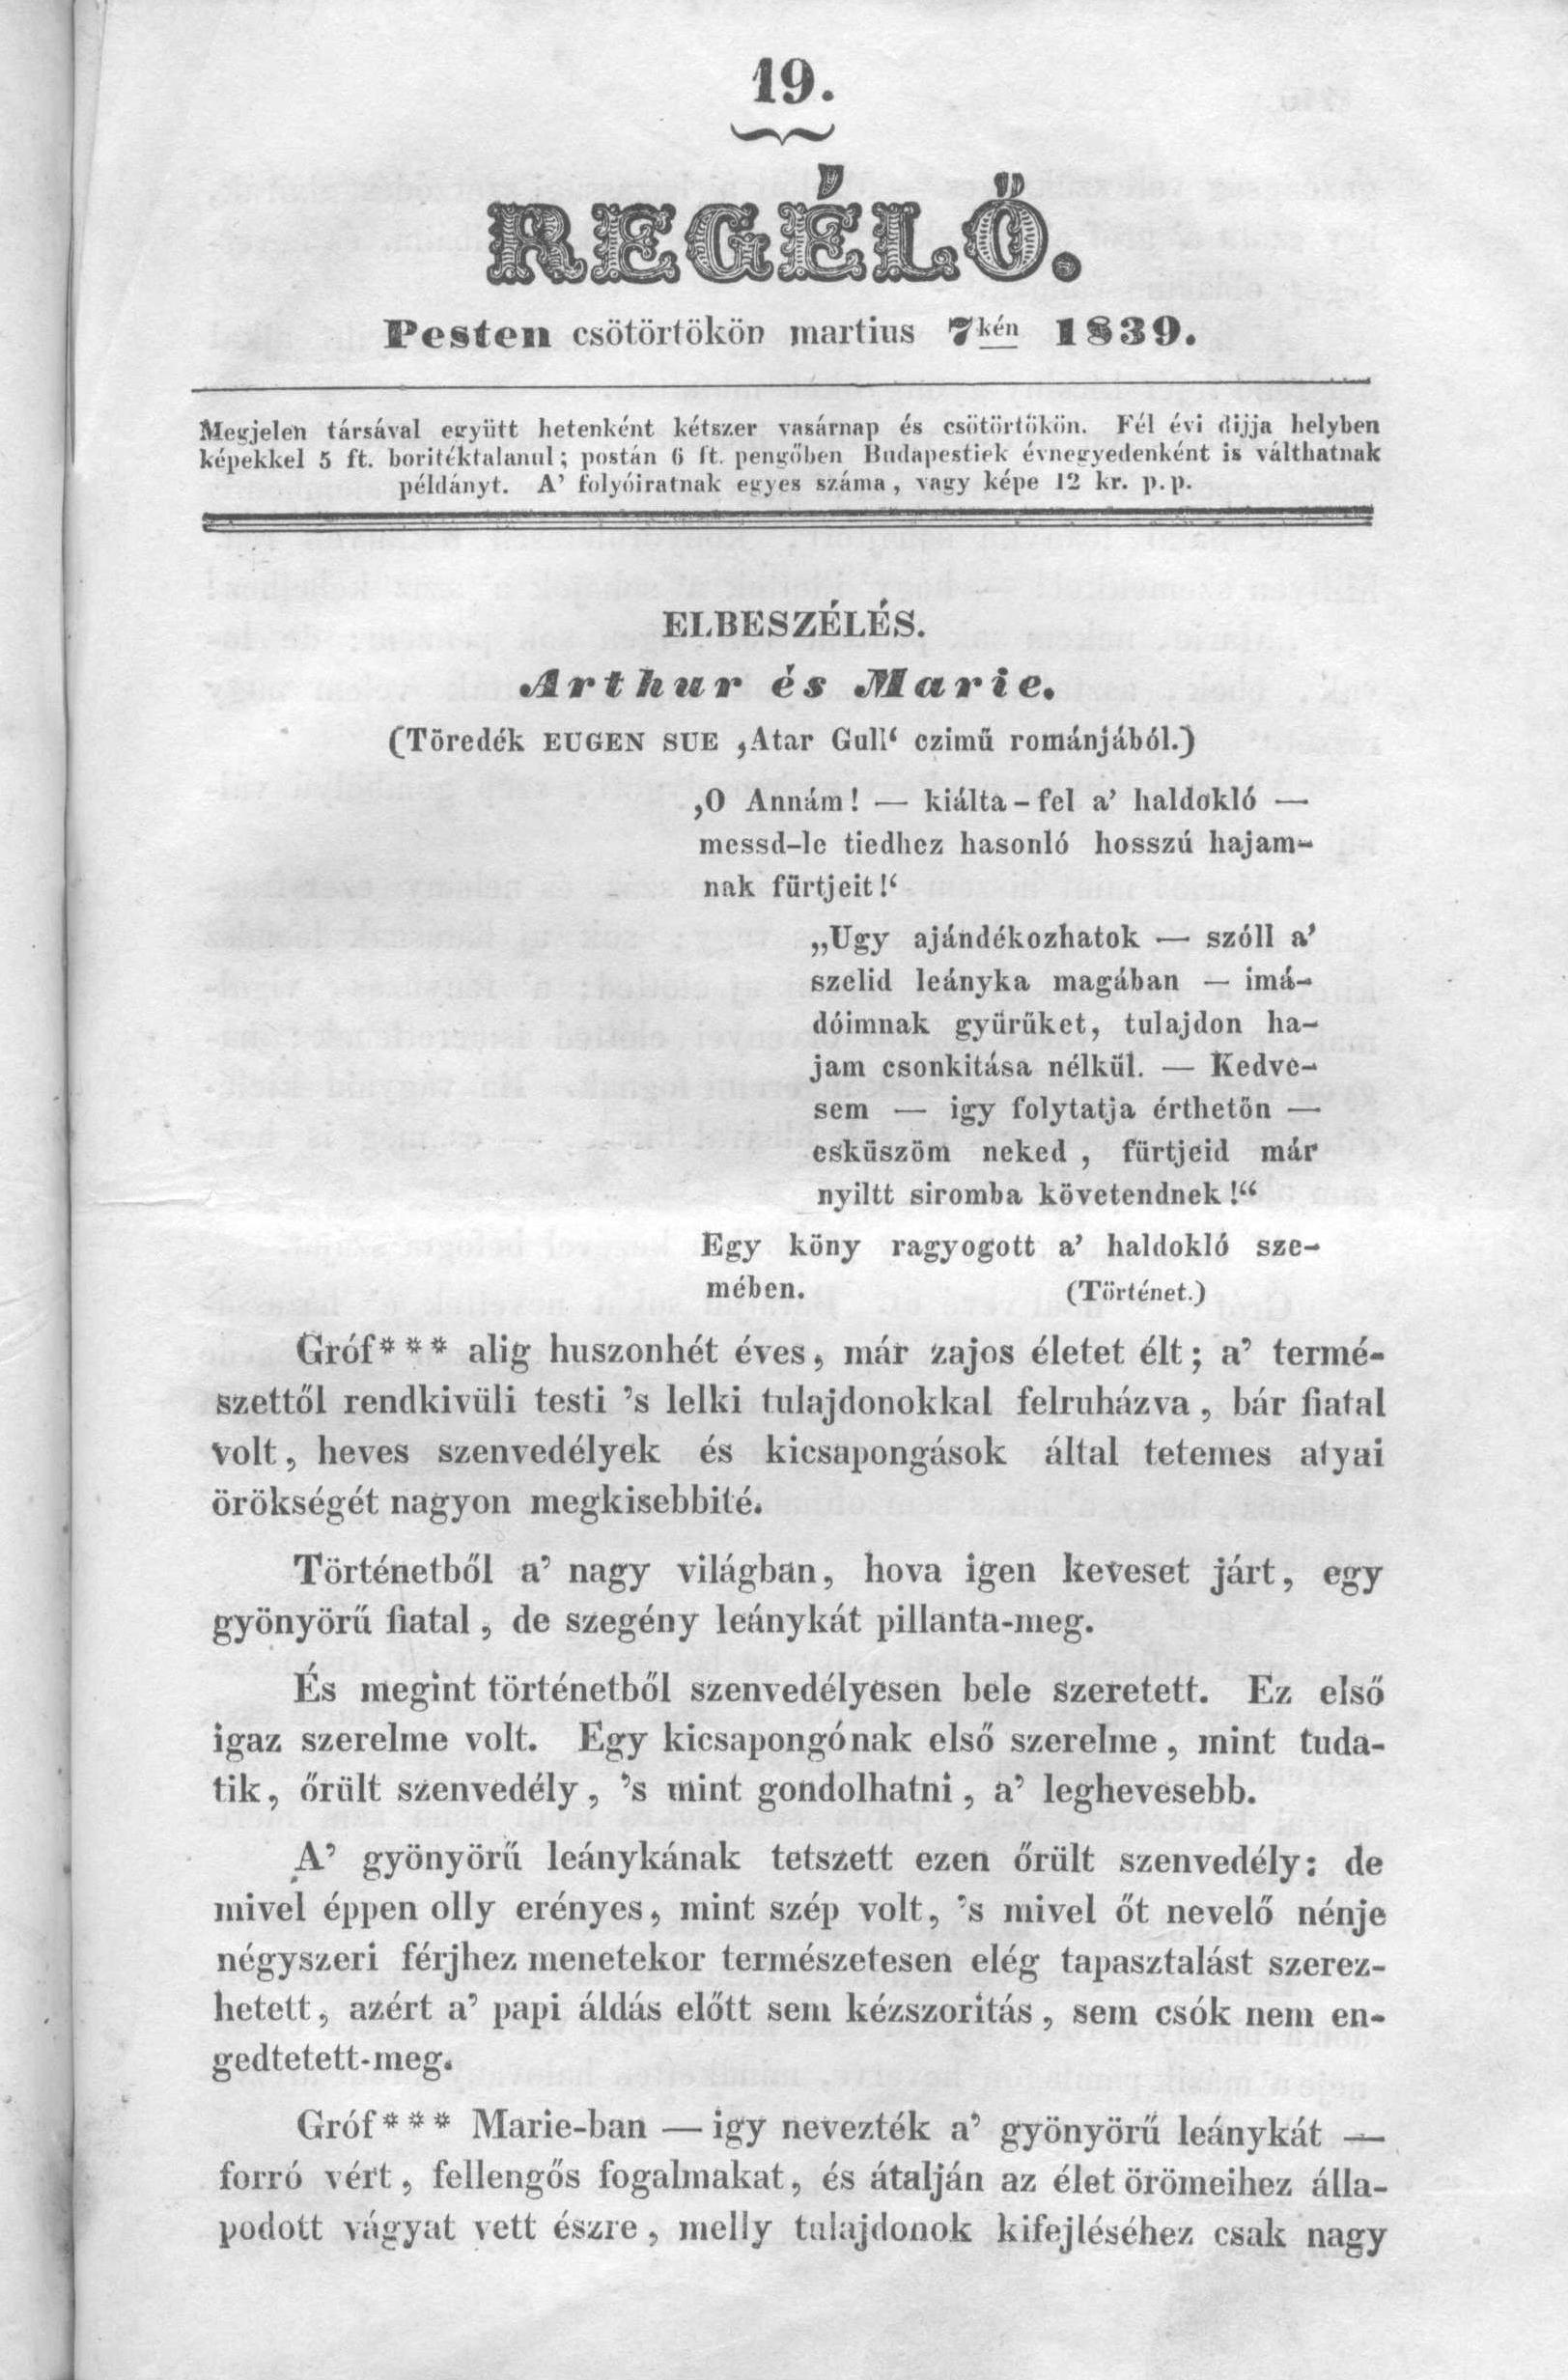 19.
REGÉLŐ.
Pesten csötörtökön martius 7kén 1839.
Megjelen társával együtt hetenként kétszer vasárnap és csötörtökön. Fél évi dijja helyben
képekkel 5 ft. boritéktalanul; postán 6 ft. pengőben Budapestiek évnegyedenként is válthatnak
példányt. A’ folyóiratnak egyes száma, vagy képe 12 kr. p.p.
ELBESZÉLÉS.
Arthur és Marie.
(Töredék EUGEN SUE ‚Atar Gull‘ czimű románjából.)
‚O Annám! — kiálta-fel a’ haldokló —
messd-le tiedhez hasonló hosszú hajam-
nak fürtjeit!‘
„Ugy ajándékozhatok — szóll a’
szelid leányka magában — imá-
dóimnak gyürűket, tulajdon ha-
jam csonkitása nélkül. — Kedve-
sem — igy folytatja érthetőn —
esküszöm neked, fürtjeid már
nyiltt siromba követendnek!“
Egy köny ragyogott a’ haldokló sze-
mében. (Történet.)
Gróf*** alig huszonhét éves, már zajos életet élt; a’ termé-
szettől rendkivüli testi ’s lelki tulajdonokkal felruházva, bár fiatal
volt, heves szenvedélyek és kicsapongások által tetemes atyai
örökségét nagyon megkisebbité.
Történetből a’ nagy világban, hova igen keveset járt, egy
gyönyörű fiatal, de szegény leánykát pillanta-meg.
És megint történetből szenvedélyesen bele szeretett. Ez első
igaz szerelme volt. Egy kicsapongónak első szerelme, mint tuda-
tik, őrült szenvedély, ’s mint gondolhatni, a’ leghevesebb.
A’ gyönyörű leánykának tetszett ezen őrült szenvedély: de
mivel éppen olly erényes, mint szép volt, ’s mivel őt nevelő nénje
négyszeri férjhez menetekor természetesen elég tapasztalást szerez-
hetett, azért a’ papi áldás előtt sem kézszoritás, sem csók nem en-
gedtetett-meg.
Gróf*** Marie-ban — igy nevezték a’ gyönyörű leánykát —
forró vért, fellengős fogalmakat, és átalján az élet örömeihez álla-
podott vágyat vett észre, melly tulajdonok kifejléséhez csak nagy